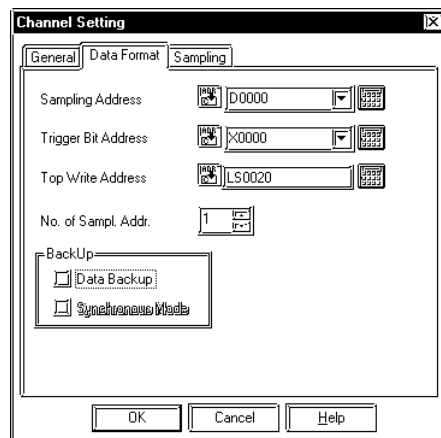 Channel Setting
General Data Format Sampling
Sampling Address D0000
Trigger Bit Address X0000
Top Write Address LS0020
No. of Sampl. Addr. 1
BackUp
Data Backup
Synchronous Mode
OK Cancel Help